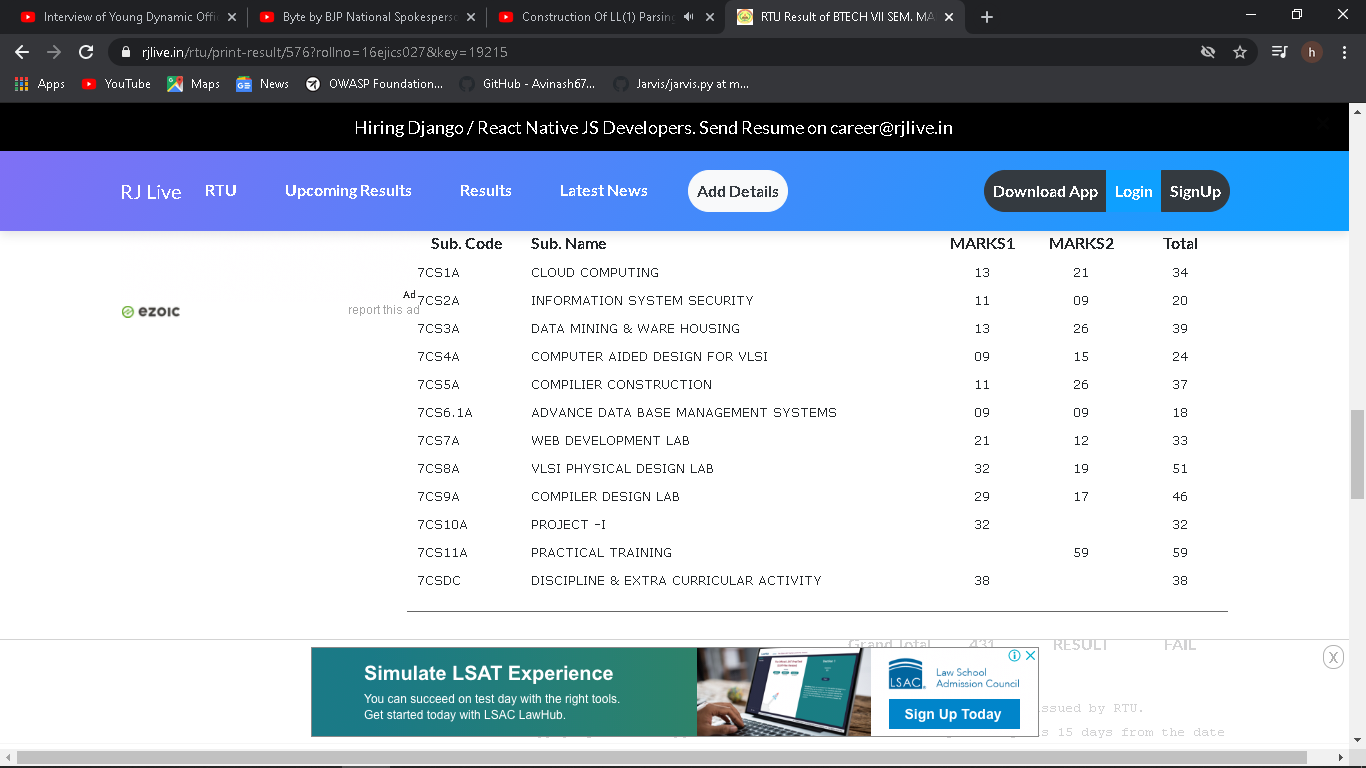 Interview of Young Dynamic Offi
Byte by BJP National Spokesperso
Construction Of LL(1) Parsing
RTU Result of BTECH VII SEM. MA
rjlive.in/rtu/print-result/576?rollno=16ejics027&key=19215
h
Apps YouTube Maps News OWASP Foundation... GitHub - Avinash67... Jarvis/jarvis.py at m...
Hiring Django / React Native JS Developers. Send Resume on career@rjlive.in
RJ Live RTU Upcoming Results Results Latest News Add Details Download App Login SignUp
Sub. Code Sub. Name MARKS1 MARKS2 Total
7CS1A CLOUD COMPUTING 13 21 34
Ad
7CS2A INFORMATION SYSTEM SECURITY 11 09 20
ezoic report this ad
7CS3A DATA MINING & WARE HOUSING 13 26 39
7CS4A COMPUTER AIDED DESIGN FOR VLSI 09 15 24
7CS5A COMPILIER CONSTRUCTION 11 26 37
7CS6.1A ADVANCE DATA BASE MANAGEMENT SYSTEMS 09 09 18
7CS7A WEB DEVELOPMENT LAB 21 12 33
7CS8A VLSI PHYSICAL DESIGN LAB 32 19 51
7CS9A COMPILER DESIGN LAB 29 17 46
7CS10A PROJECT -I 32 32
7CS11A PRACTICAL TRAINING 59 59
7CSDC DISCIPLINE & EXTRA CURRICULAR ACTIVITY 38 38
Grand Total 431 RESULT FAIL
Simulate LSAT Experience
You can succeed on test day with the right tools.
Get started today with LSAC LawHub.
LSAC
Law School
Admission Council
Sign Up Today
X
issued by RTU.
15 days from the date